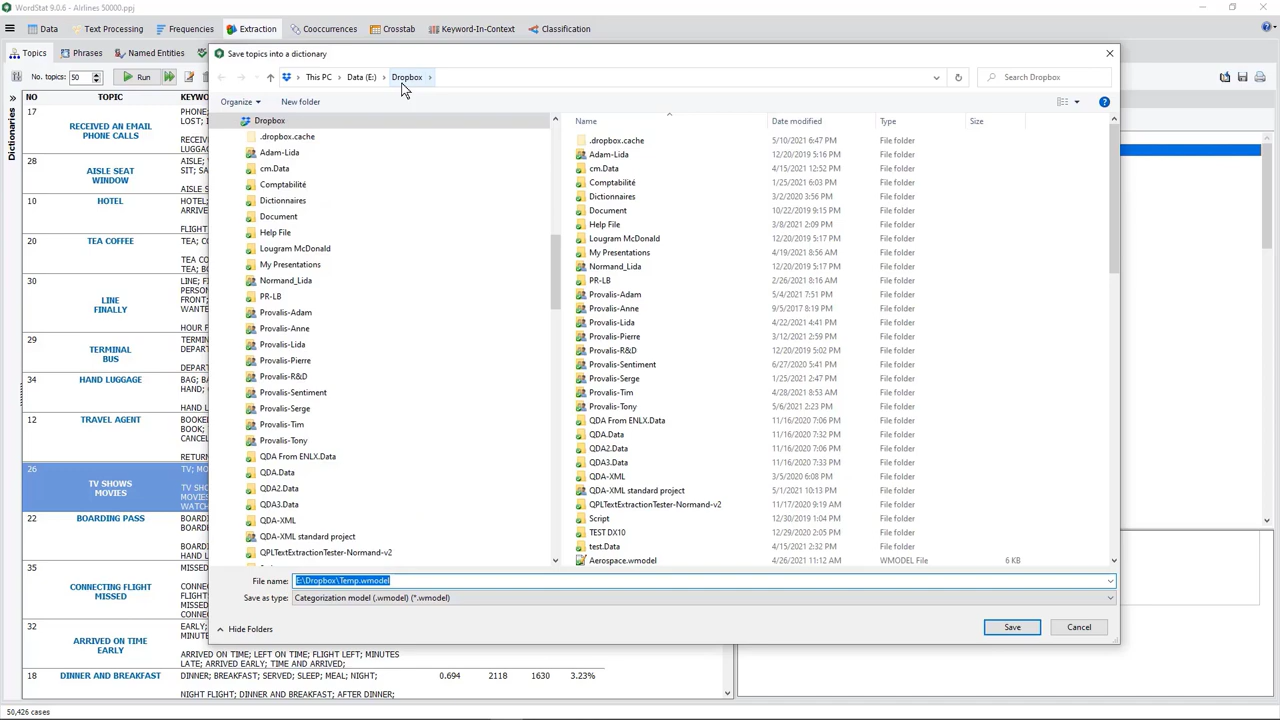 WordStat 9.0.6 - Airlines 50000.ppj
Data Text Processing Frequencies Extraction Cooccurrences Crosstab Keyword-In-Context Classification
Topics Phrases Named Entities
No. topics: 50 Run
Dictionaries
NO TOPIC
17 RECEIVED AN EMAIL
PHONE CALLS
28 AISLE SEAT
WINDOW
10 HOTEL
20 TEA COFFEE
30 LINE
FINALLY
29 TERMINAL
BUS
34 HAND LUGGAGE
12 TRAVEL AGENT
26 TV SHOWS
MOVIES
22 BOARDING PASS
35 CONNECTING FLIGHT
MISSED
32 ARRIVED ON TIME
EARLY
ARRIVED ON TIME; LEFT ON TIME; FLIGHT LEFT; MINUTES
LATE; ARRIVED EARLY; TIME AND ARRIVED;
18 DINNER AND BREAKFAST DINNER; BREAKFAST; SERVED; SLEEP; MEAL; NIGHT; 0.694 2118 1630 3.23%
NIGHT FLIGHT; DINNER AND BREAKFAST; AFTER DINNER;
50,426 cases
Save topics into a dictionary
This PC Data (E:) Dropbox
Search Dropbox
Organize New folder
Dropbox
.dropbox.cache
Adam-Lida
cm.Data
Comptabilité
Dictionnaires
Document
Help File
Lougram McDonald
My Presentations
Normand_Lida
PR-LB
Provalis-Adam
Provalis-Anne
Provalis-Lida
Provalis-Pierre
Provalis-R&D
Provalis-Sentiment
Provalis-Serge
Provalis-Tim
Provalis-Tony
QDA From ENLX.Data
QDA.Data
QDA2.Data
QDA3.Data
QDA-XML
QDA-XML standard project
QPLTextExtractionTester-Normand-v2
Name Date modified Type Size
.dropbox.cache 5/10/2021 6:47 PM File folder
Adam-Lida 12/20/2019 5:16 PM File folder
cm.Data 4/15/2021 12:52 PM File folder
Comptabilité 1/25/2021 6:03 PM File folder
Dictionnaires 3/2/2020 3:56 PM File folder
Document 10/22/2019 9:15 PM File folder
Help File 3/8/2021 2:09 PM File folder
Lougram McDonald 12/20/2019 5:17 PM File folder
My Presentations 4/19/2021 8:56 AM File folder
Normand_Lida 12/20/2019 5:17 PM File folder
PR-LB 2/26/2021 8:16 AM File folder
Provalis-Adam 5/4/2021 7:51 PM File folder
Provalis-Anne 9/5/2017 8:19 PM File folder
Provalis-Lida 4/22/2021 4:41 PM File folder
Provalis-Pierre 3/12/2021 2:59 PM File folder
Provalis-R&D 12/20/2019 5:02 PM File folder
Provalis-Sentiment 6/27/2020 5:41 PM File folder
Provalis-Serge 1/25/2021 2:47 PM File folder
Provalis-Tim 4/28/2021 8:53 AM File folder
Provalis-Tony 5/6/2021 2:23 PM File folder
QDA From ENLX.Data 11/16/2020 7:06 PM File folder
QDA.Data 11/16/2020 7:32 PM File folder
QDA2.Data 11/16/2020 7:06 PM File folder
QDA3.Data 11/16/2020 7:33 PM File folder
QDA-XML 3/5/2020 6:08 PM File folder
QDA-XML standard project 5/1/2021 10:13 PM File folder
QPLTextExtractionTester-Normand-v2 11/17/2020 9:19 AM File folder
Script 12/30/2019 1:04 PM File folder
TEST DX10 12/20/2020 2:05 PM File folder
test.Data 4/15/2021 2:32 PM File folder
Aerospace.wmodel 4/26/2021 11:12 AM WMODEL File 6 KB
File name: E:\Dropbox\Temp.wmodel
Save as type: Categorization model (.wmodel) (*.wmodel)
Hide Folders Save Cancel